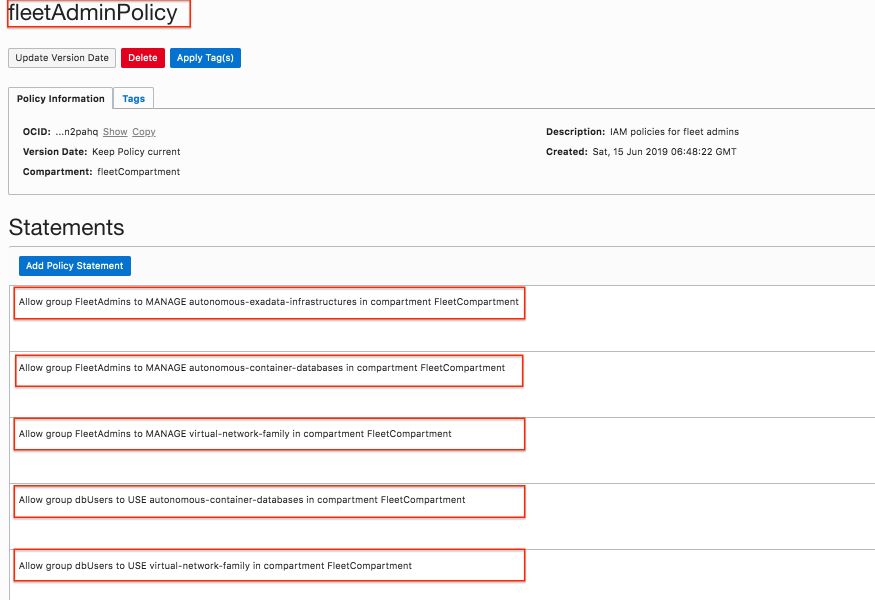 fleetAdminPolicy
Update Version Date Delete Apply Tag(s)
Policy Information Tags
OCID: ...n2pahq Show Copy Description: IAM policies for fleet admins
Version Date: Keep Policy current Created: Sat, 15 Jun 2019 06:48:22 GMT
Compartment: fleetCompartment
Statements
Add Policy Statement
Allow group FleetAdmins to MANAGE autonomous-exadata-infrastructures in compartment FleetCompartment
Allow group FleetAdmins to MANAGE autonomous-container-databases in compartment FleetCompartment
Allow group FleetAdmins to MANAGE virtual-network-family in compartment FleetCompartment
Allow group dbUsers to USE autonomous-container-databases in compartment FleetCompartment
Allow group dbUsers to USE virtual-network-family in compartment FleetCompartment